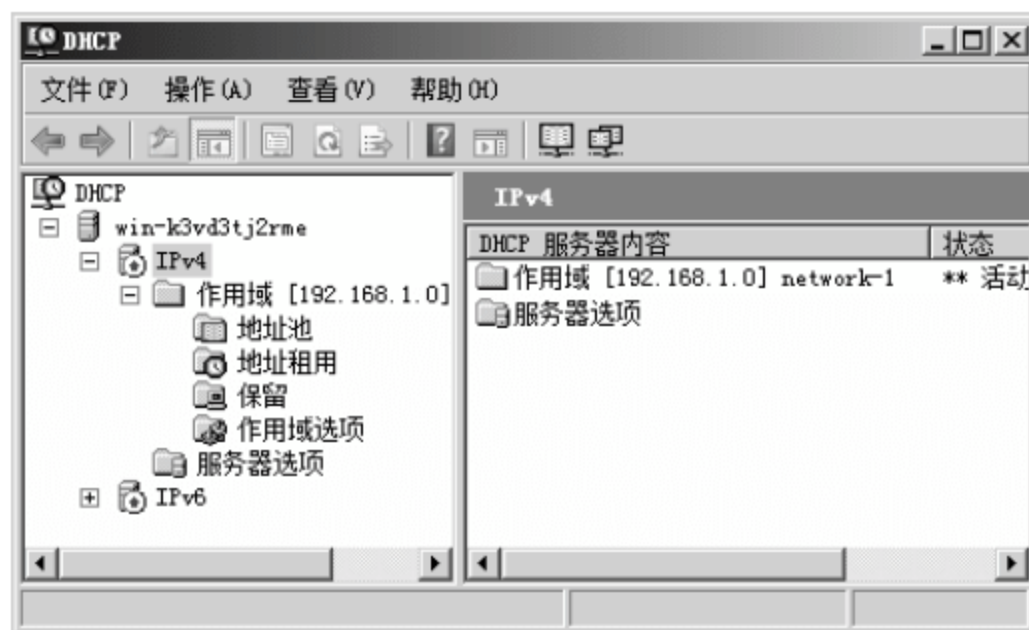 DHCP
文件(F) 操作(A) 查看(V) 帮助(H)
DHCP
win-k3vd3tj2rme
IPv4
作用域 [192.168.1.0]
地址池
地址租用
保留
作用域选项
服务器选项
IPv6
IPv4
DHCP 服务器内容 状态
作用域 [192.168.1.0] network-1 ** 活动
服务器选项